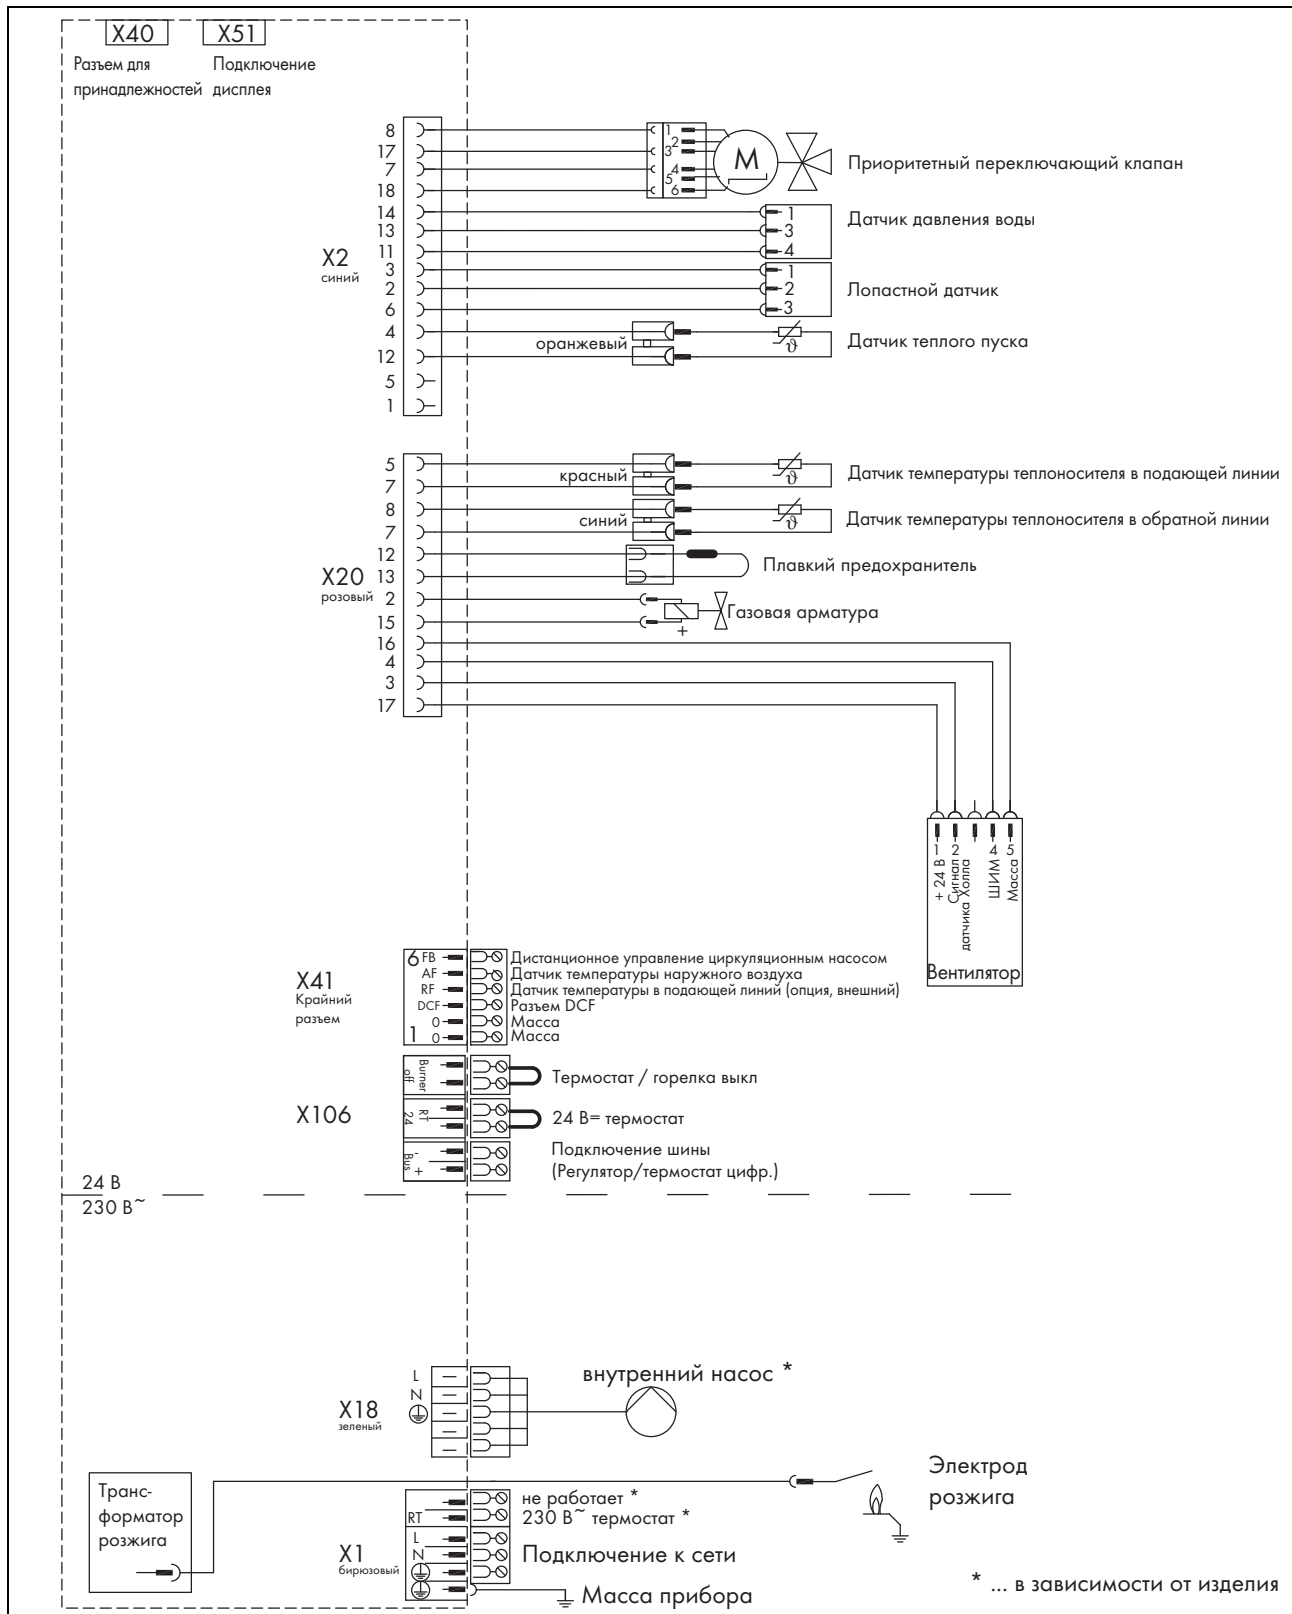 X40 X51
Разъем для Подключение
принадлежностей дисплея
8
17
7
18
14
13
11
3
2
6
4
12
5
1
X2
синий
1
2
3
4
5
6
M
Приоритетный переключающий клапан
1
3
4
Датчик давления воды
1
2
3
Лопастной датчик
оранжевый
ϑ
Датчик теплого пуска
5
7
8
7
12
13
2
15
16
4
3
17
X20
розовый
красный
ϑ
Датчик температуры теплоносителя в подающей линии
синий
ϑ
Датчик температуры теплоносителя в обратной линии
Плавкий предохранитель
Газовая арматура
+
1 2 4 5
+ 24 В
Сигнал
датчика Холла
ШИМ
Масса
Вентилятор
X41
Крайний
разъем
6 FB Дистанционное управление циркуляционным насосом
AF Датчик температуры наружного воздуха
RF Датчик температуры в подающей линий (опция, внешний)
DCF Разъем DCF
0 Масса
1 0 Масса
X106
Burner
off
Термостат / горелка выкл
RT
24
24 В= термостат
Bus
-
+
Подключение шины
(Регулятор/термостат цифр.)
24 В
230 В~
L
N
X18
зеленый
внутренний насос *
Транс-
форматор
розжига
Электрод
розжига
не работает *
RT 230 В~ термостат *
L
N
X1
бирюзовый
Подключение к сети
Масса прибора
* ... в зависимости от изделия